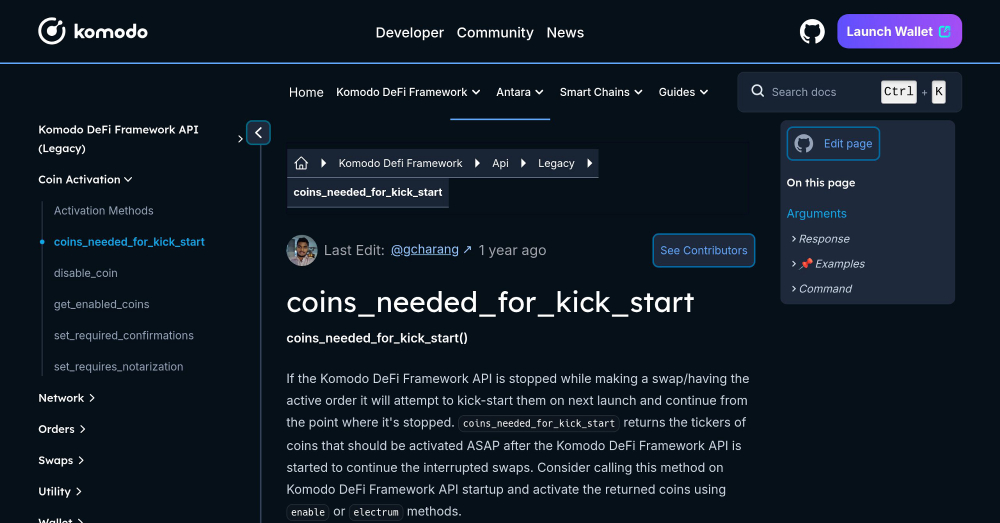 komodo
Developer Community News
Launch Wallet
Home Komodo DeFi Framework Antara Smart Chains Guides
Search docs Ctrl + K
Komodo DeFi Framework API
(Legacy)
Coin Activation
Activation Methods
coins_needed_for_kick_start
disable_coin
get_enabled_coins
set_required_confirmations
set_requires_notarization
Network
Orders
Swaps
Utility
Wallet
Komodo Defi Framework Api Legacy
coins_needed_for_kick_start
Last Edit: @gcharang ↗ 1 year ago
See Contributors
coins_needed_for_kick_start
coins_needed_for_kick_start()
If the Komodo DeFi Framework API is stopped while making a swap/having the
active order it will attempt to kick-start them on next launch and continue from
the point where it's stopped. coins_needed_for_kick_start returns the tickers of
coins that should be activated ASAP after the Komodo DeFi Framework API is
started to continue the interrupted swaps. Consider calling this method on
Komodo DeFi Framework API startup and activate the returned coins using
enable or electrum methods.
Edit page
On this page
Arguments
Response
📌 Examples
Command